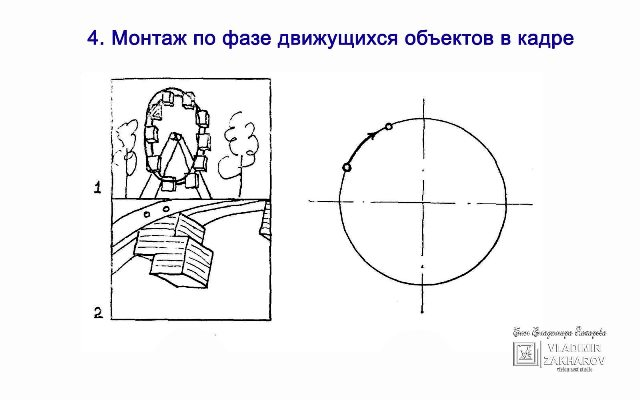 4. Монтаж по фазе движущихся объектов в кадре
1
2
VLADIMIR
ZAKHAROV